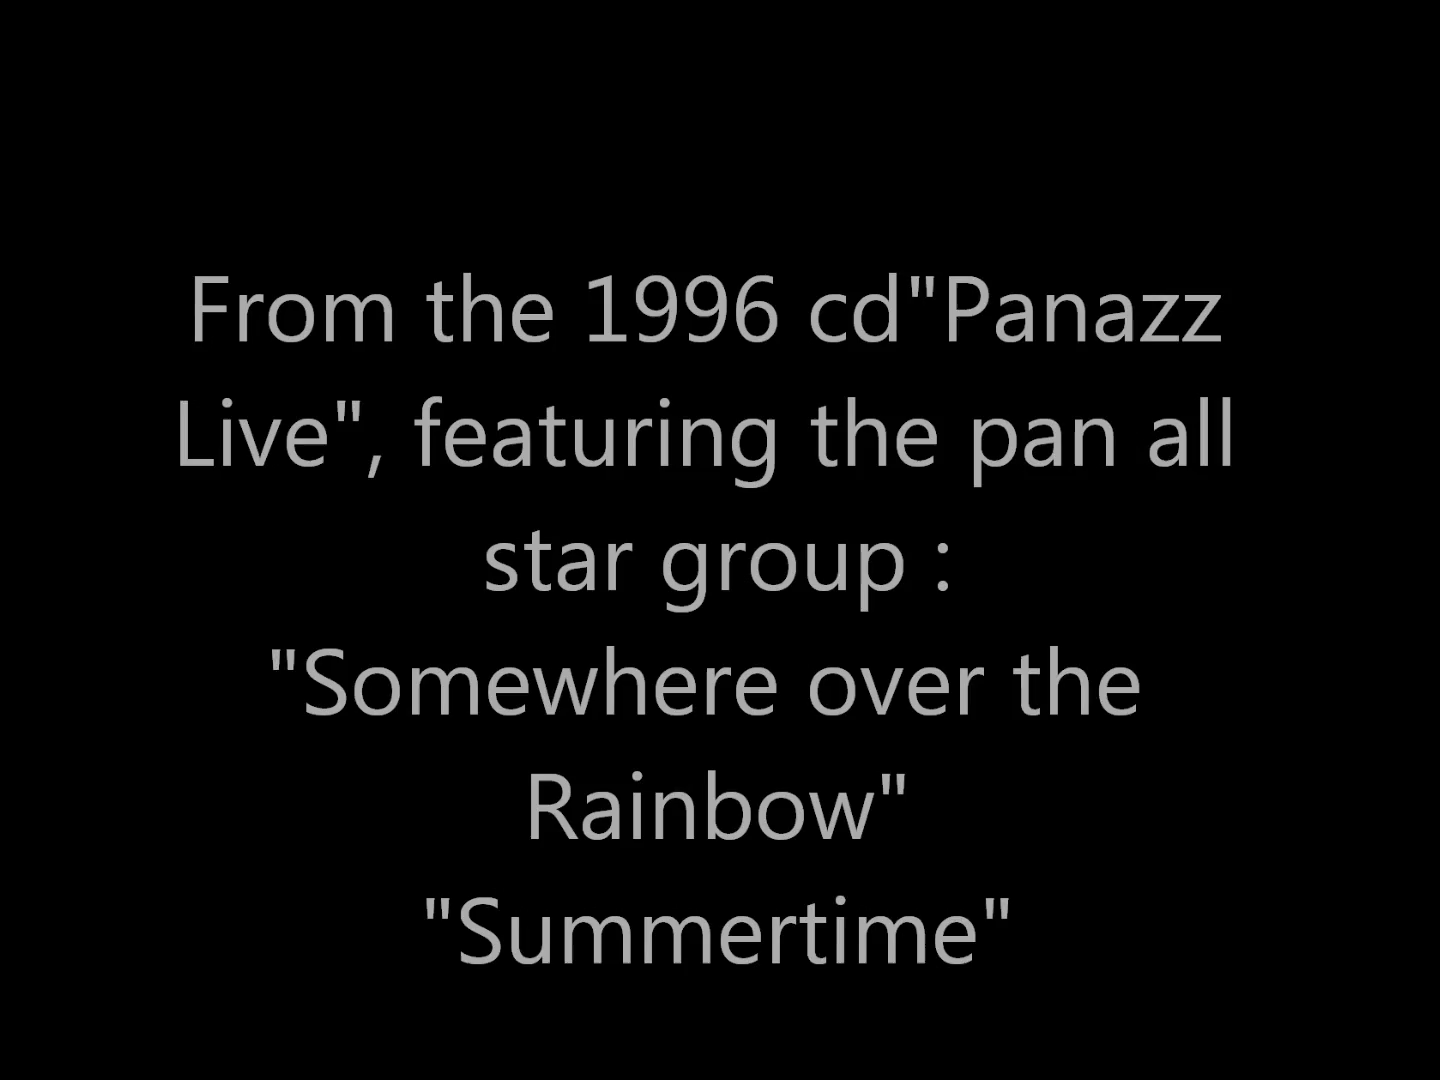 From the 1996 cd"Panazz
Live", featuring the pan all
star group :
"Somewhere over the
Rainbow"
"Summertime"